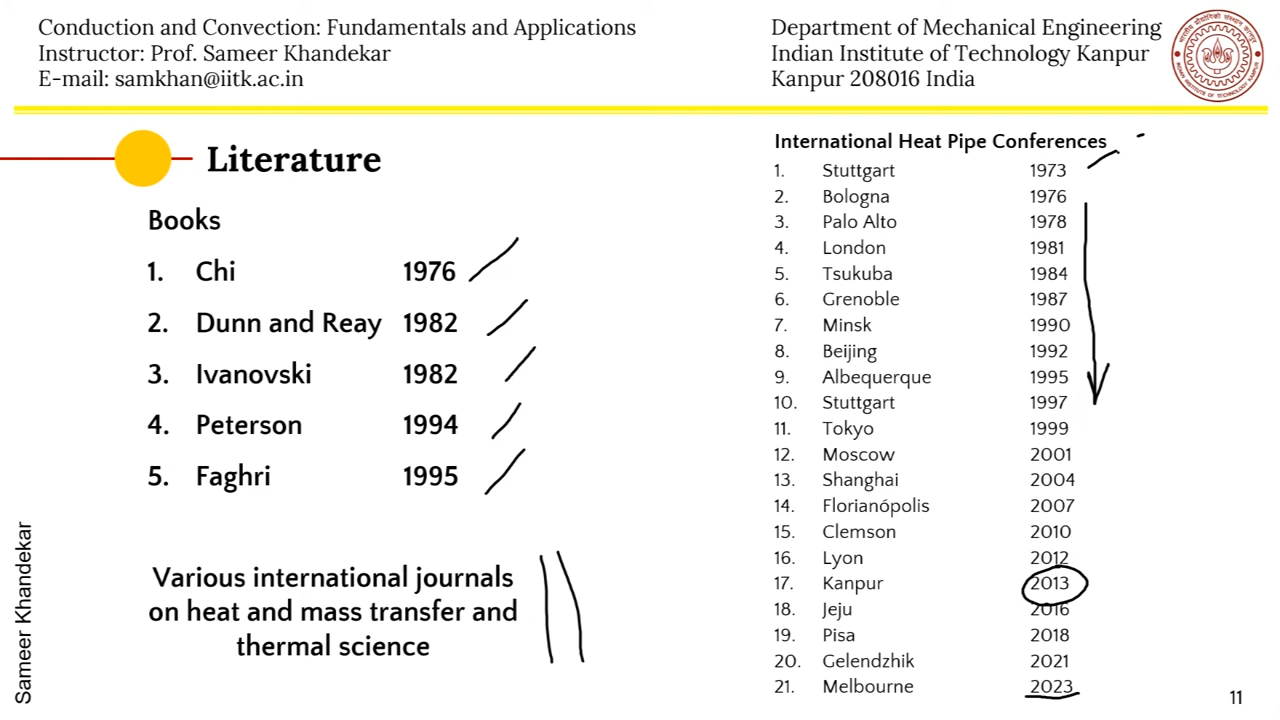 Conduction and Convection: Fundamentals and Applications
Instructor: Prof. Sameer Khandekar
E-mail: samkhan@iitk.ac.in
Department of Mechanical Engineering
Indian Institute of Technology Kanpur
Kanpur 208016 India
Literature
Books
1. Chi 1976
2. Dunn and Reay 1982
3. Ivanovski 1982
4. Peterson 1994
5. Faghri 1995
Various international journals
on heat and mass transfer and
thermal science
International Heat Pipe Conferences
1. Stuttgart 1973
2. Bologna 1976
3. Palo Alto 1978
4. London 1981
5. Tsukuba 1984
6. Grenoble 1987
7. Minsk 1990
8. Beijing 1992
9. Albequerque 1995
10. Stuttgart 1997
11. Tokyo 1999
12. Moscow 2001
13. Shanghai 2004
14. Florianópolis 2007
15. Clemson 2010
16. Lyon 2012
17. Kanpur 2013
18. Jeju 2016
19. Pisa 2018
20. Gelendzhik 2021
21. Melbourne 2023
Sameer Khandekar
11